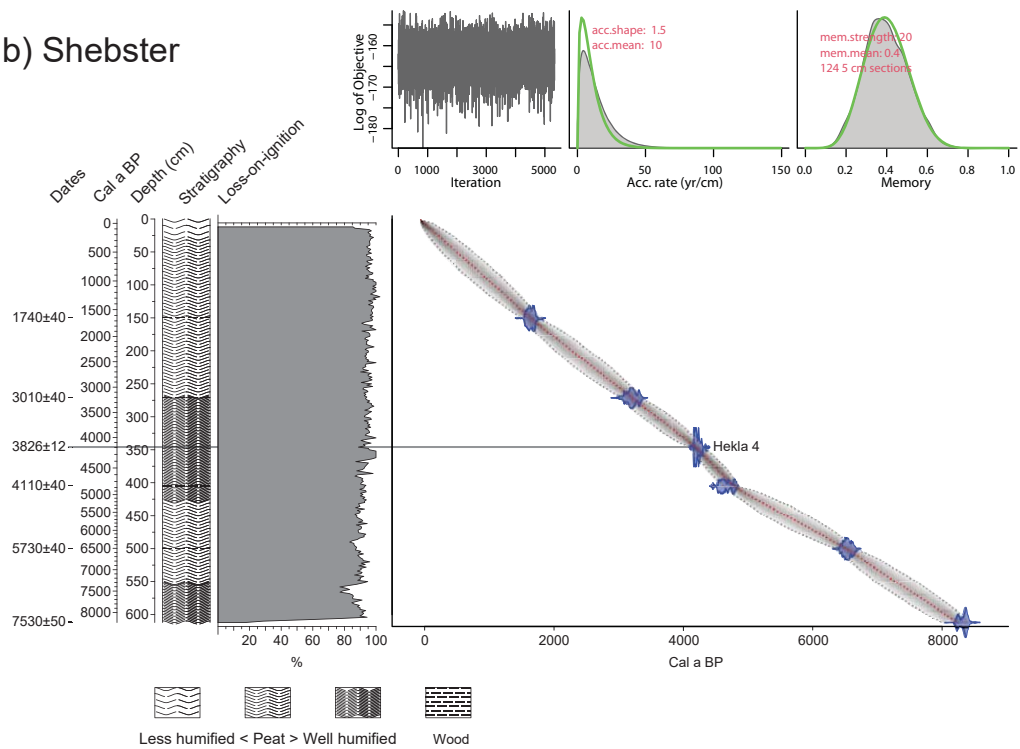 b) Shebster
Log of Objective
−160
−170
−180
0 1000 3000 5000
Iteration
acc.shape: 1.5
acc.mean: 10
0 50 100 150
Acc. rate (yr/cm)
mem.strength: 20
mem.mean: 0.4
124 5 cm sections
0.0 0.2 0.4 0.6 0.8 1.0
Memory
Dates
Cal a BP
Depth (cm)
Stratigraphy
Loss-on-ignition
1740±40
3010±40
3826±12
4110±40
5730±40
7530±50
0
500
1000
1500
2000
2500
3000
3500
4000
4500
5000
5500
6000
6500
7000
7500
8000
0
50
100
150
200
250
300
350
400
450
500
550
600
20 40 60 80 100
%
Hekla 4
0 2000 4000 6000 8000
Cal a BP
Less humified < Peat > Well humified Wood